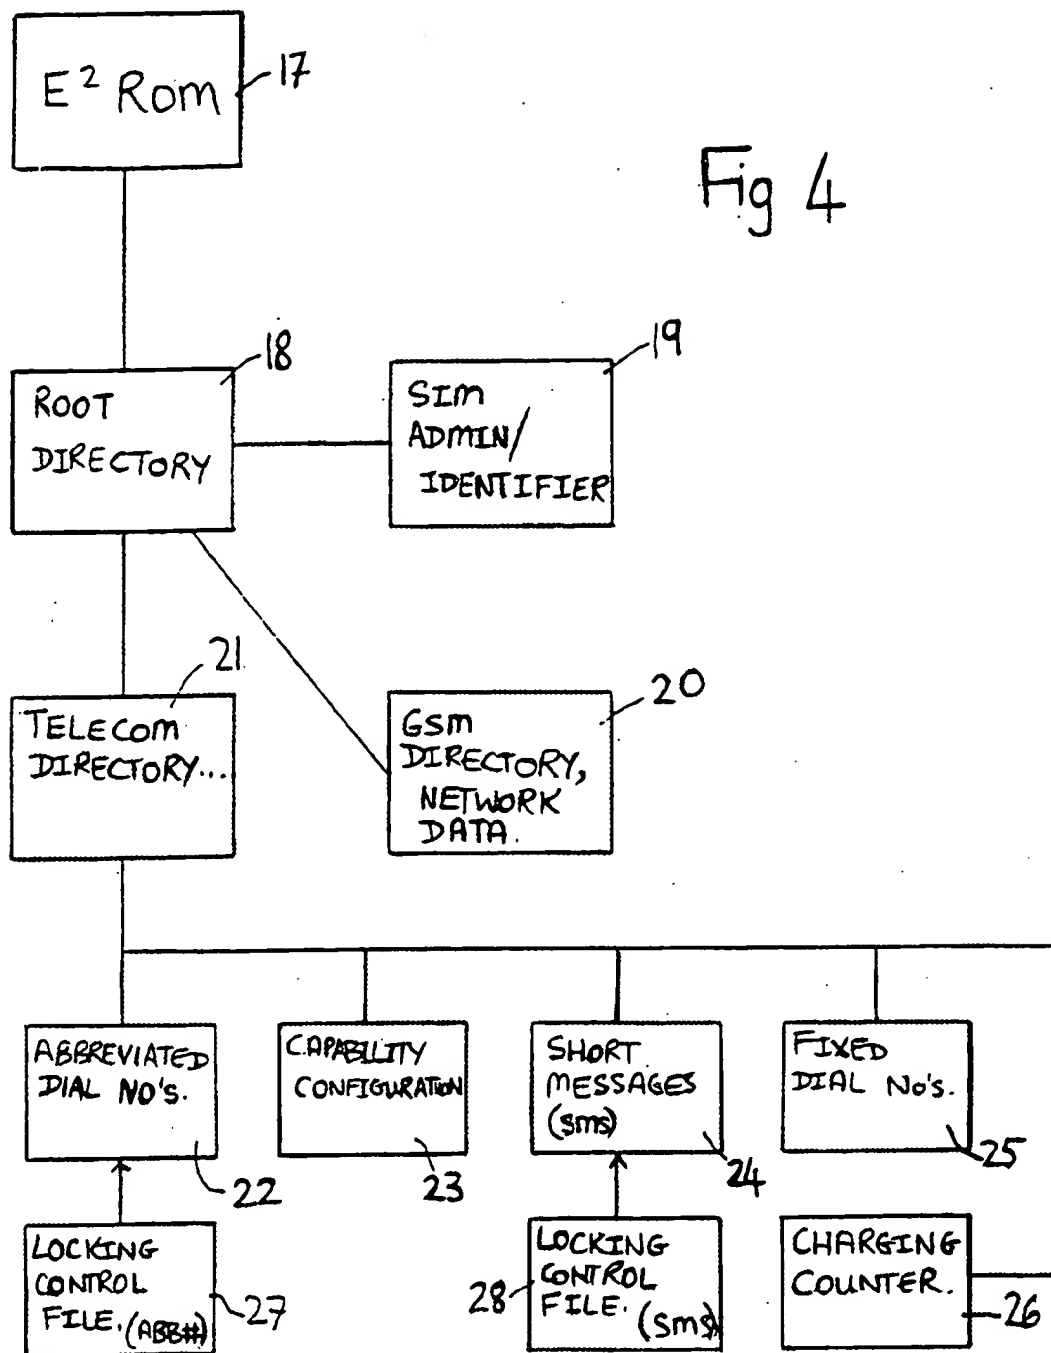 E² Rom
17
Fig 4
18
19
ROOT
DIRECTORY
SIM
ADMIN/
IDENTIFIER
21
20
TELECOM
DIRECTORY...
GSM
DIRECTORY,
NETWORK
DATA.
ABBREVIATED
DIAL NO's.
22
CAPABILITY
CONFIGURATION
23
SHORT
MESSAGES
(sms)
24
FIXED
DIAL No's.
25
LOCKING
CONTROL
FILE. (ABB#)
27
28
LOCKING
CONTROL
FILE. (sms)
CHARGING
COUNTER.
26